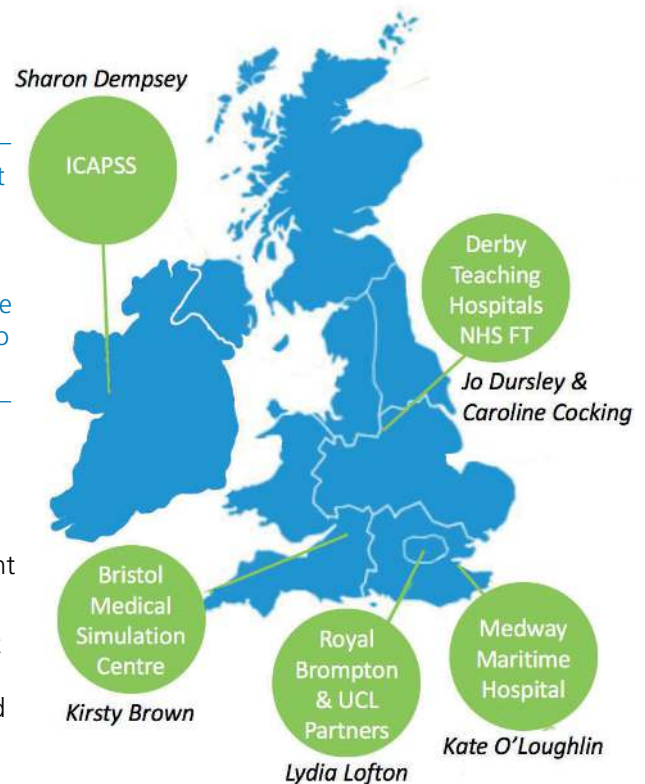 Sharon Dempsey
ICAPSS
Derby
Teaching
Hospitals
NHS FT
Jo Dursley &
Caroline Cocking
Bristol
Medical
Simulation
Centre
Kirsty Brown
Royal
Brompton
& UCL
Partners
Lydia Lofton
Medway
Maritime
Hospital
Kate O'Loughlin